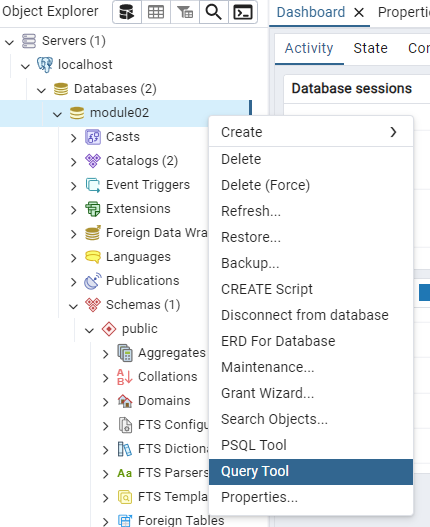 Object Explorer
Dashboard
Properti
Activity
State
Con
Database sessions
Servers (1)
localhost
Databases (2)
module02
Casts
Catalogs (2)
Event Triggers
Extensions
Foreign Data Wra
Languages
Publications
Schemas (1)
public
Aggregates
Collations
Domains
FTS Configu
FTS Dictiona
FTS Parsers
FTS Templa
Foreign Tables
Create
Delete
Delete (Force)
Refresh...
Restore...
Backup...
CREATE Script
Disconnect from database
ERD For Database
Maintenance...
Grant Wizard...
Search Objects...
PSQL Tool
Query Tool
Properties...